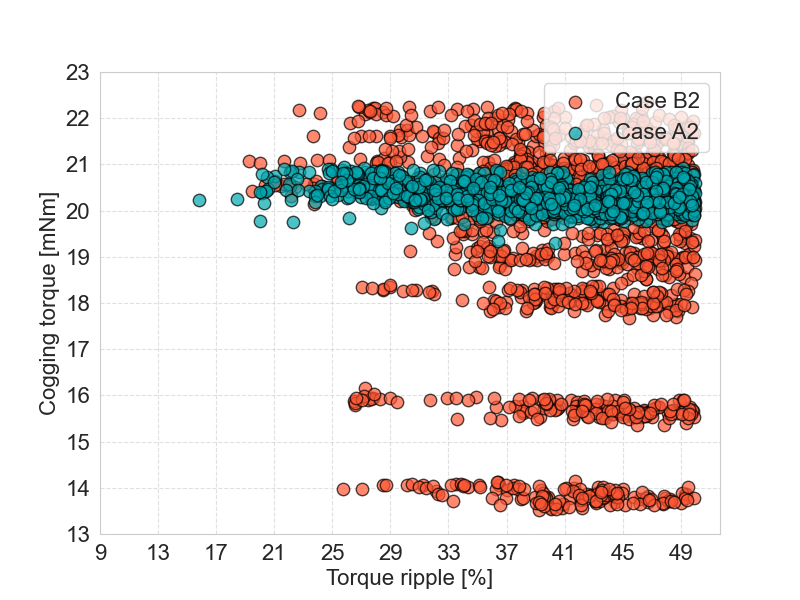 23
22
21
20
19
18
17
16
15
14
13
Cogging torque [mNm]
Case B2
Case A2
9 13 17 21 25 29 33 37 41 45 49
Torque ripple [%]